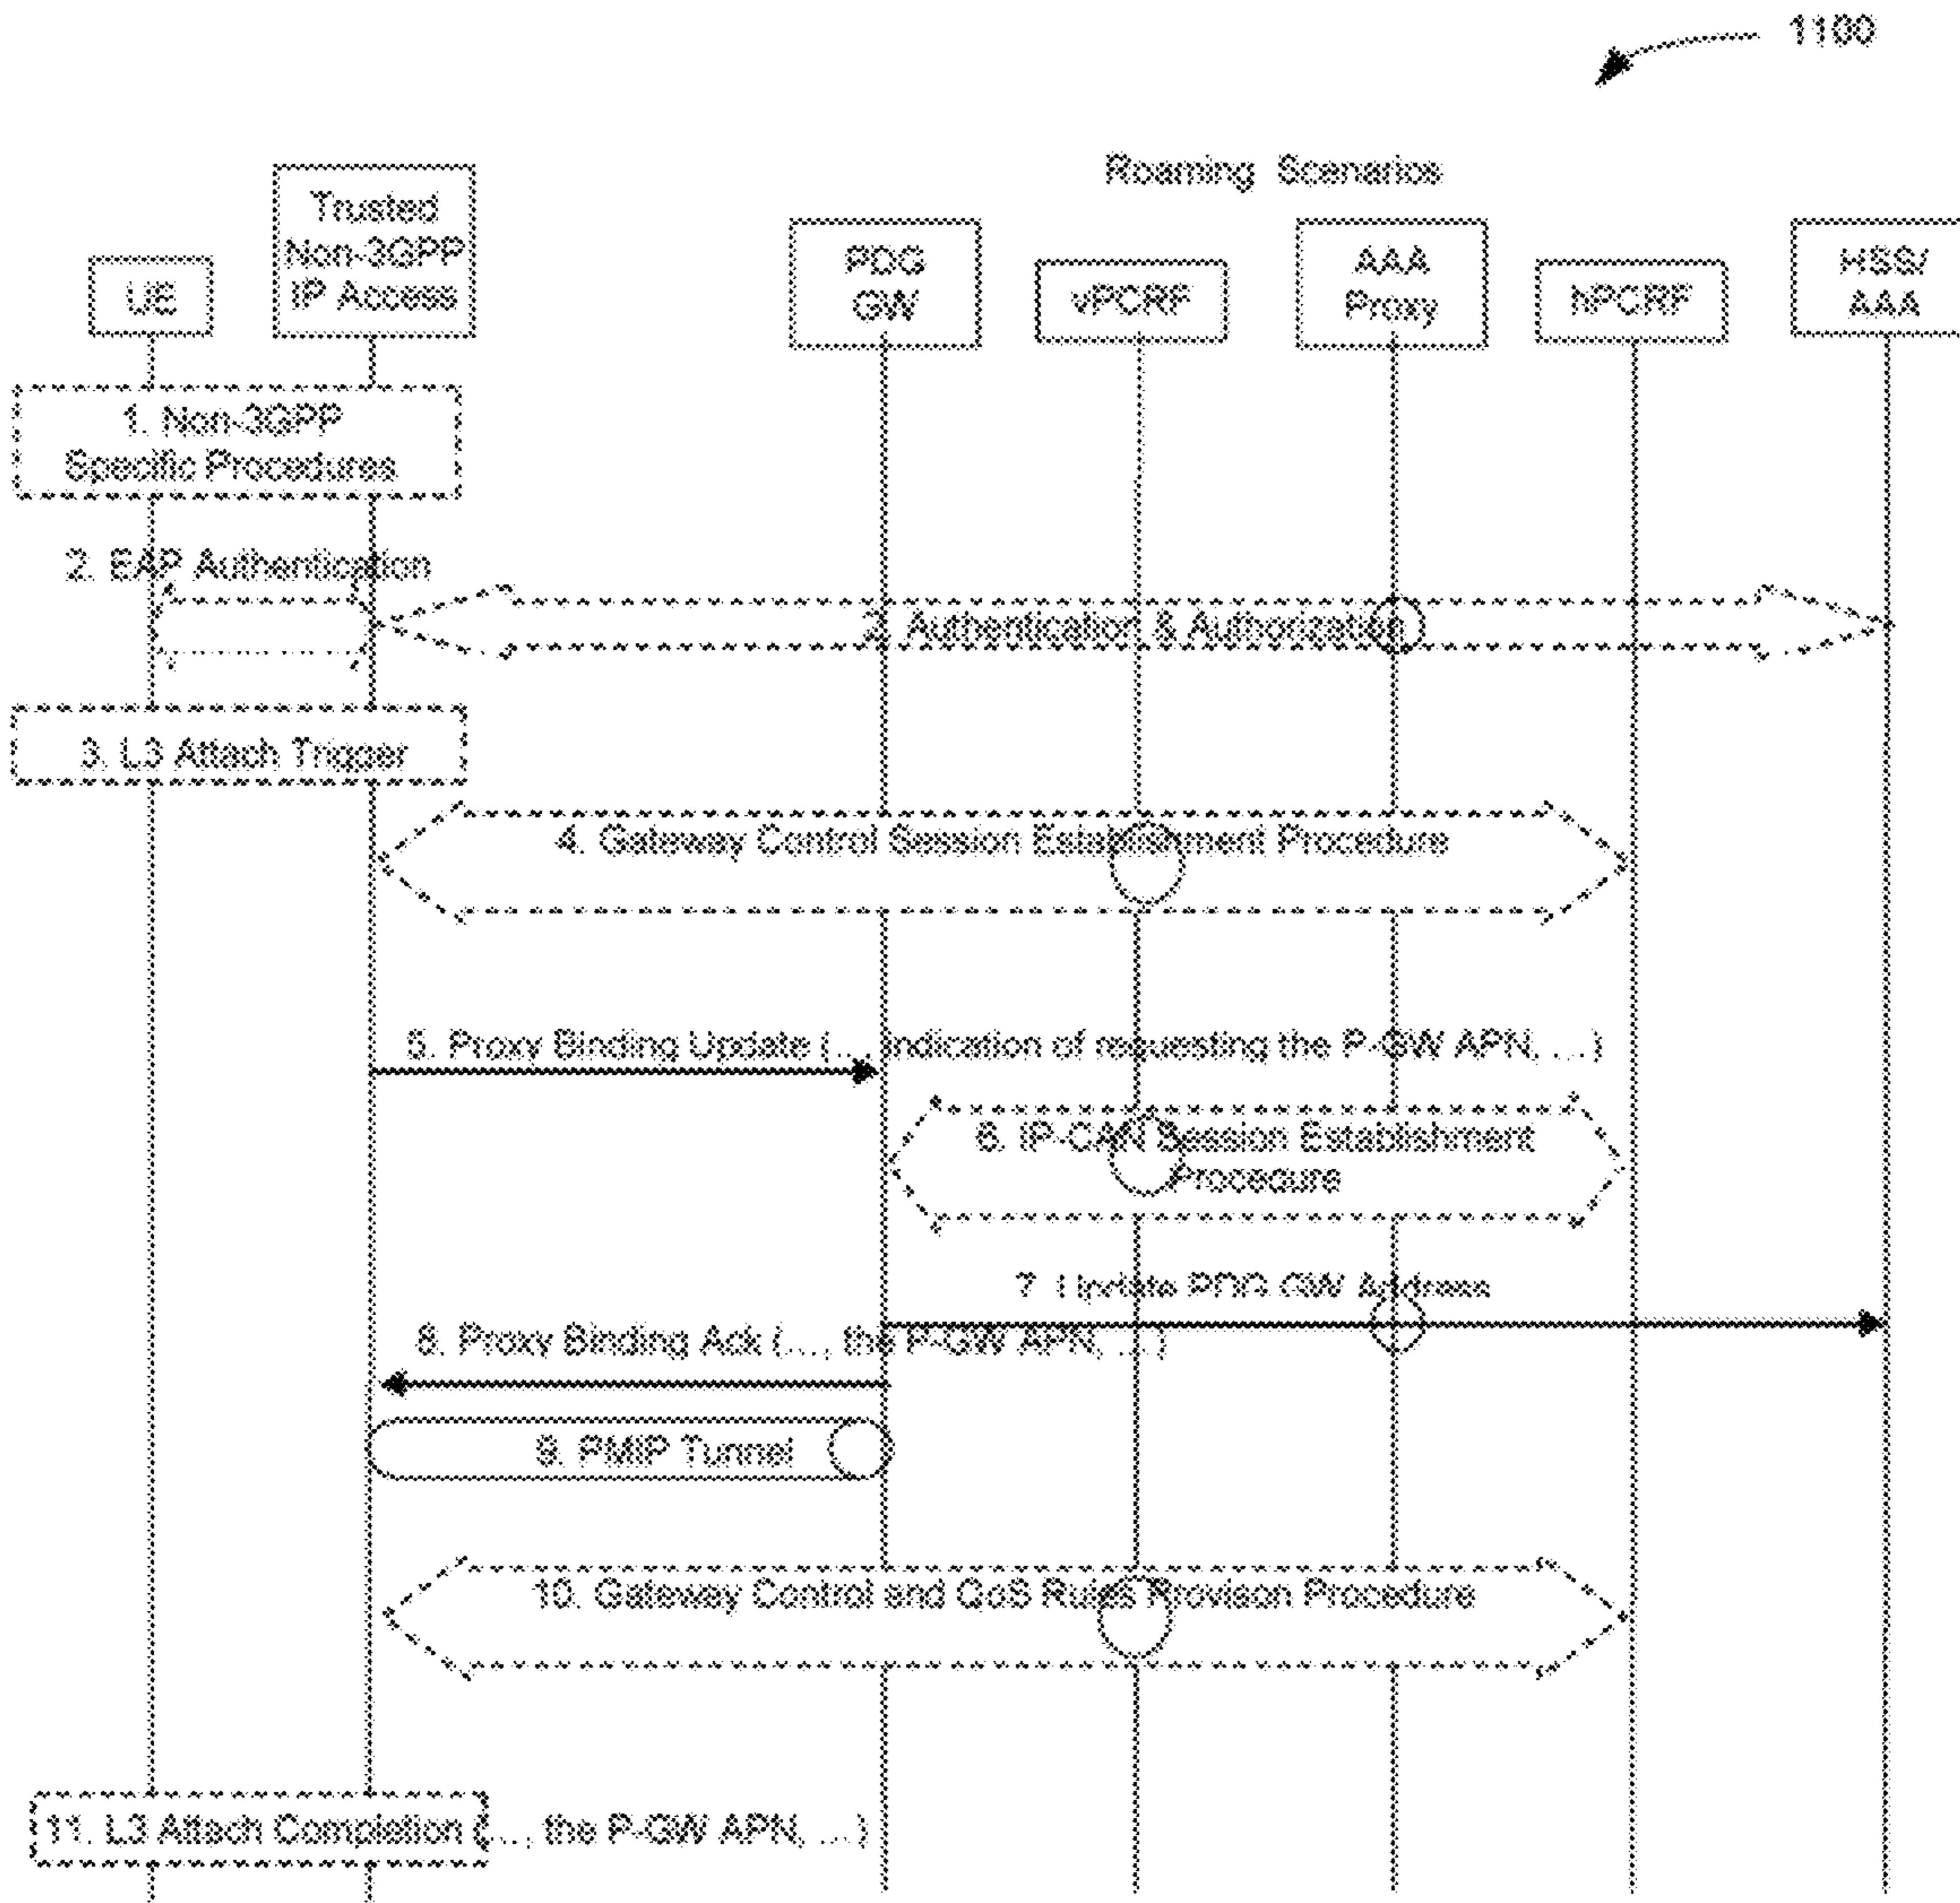 1100
Roaming Scenarios
UE
Trusted
Non-3GPP
IP Access
PDG
GW
vPCRF
AAA
Proxy
hPCRF
HSS/
AAA
1. Non-3GPP
Specific Procedures
2. EAP Authentication
2. Authentication & Authorization
3. L3 Attach Trigger
4. Gateway Control Session Establishment Procedure
5. Proxy Binding Update (..., indication of requesting the P-GW APN, ...)
6. IP-CAN Session Establishment
Procedure
7. Update PDG GW Address
8. Proxy Binding Ack (...., the P-GW APN, ...)
9. PMIP Tunnel
10. Gateway Control and QoS Rules Provison Procedure
11. L3 Attach Completion (..., the P-GW APN, ...)